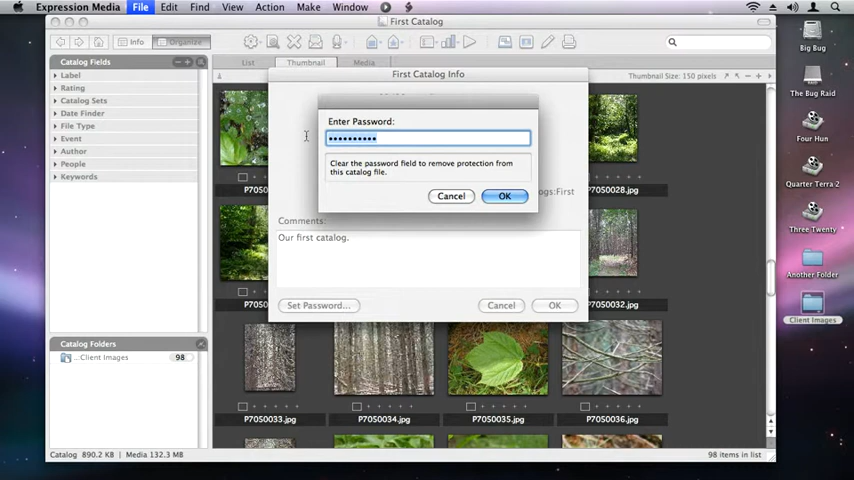 Expression Media File Edit Find View Action Make Window
First Catalog
Info Organize
Catalog Fields
List Thumbnail Media
Thumbnail Size: 150 pixels
Label
Rating
Catalog Sets
Date Finder
File Type
Event
Author
People
Keywords
First Catalog Info
Enter Password:
••••••••••
Clear the password field to remove protection from
this catalog file.
Cancel OK
ogs:First
Comments:
Our first catalog.
Set Password... Cancel OK
P7050028.jpg
P7050032.jpg
P7050033.jpg P7050034.jpg P7050035.jpg P7050036.jpg
Catalog Folders
...Client Images 98
Catalog 890.2 KB | Media 132.3 MB
98 items in list
Big Bug
The Bug Raid
Four Hun
Quarter Terra 2
Three Twenty
Another Folder
Client Images